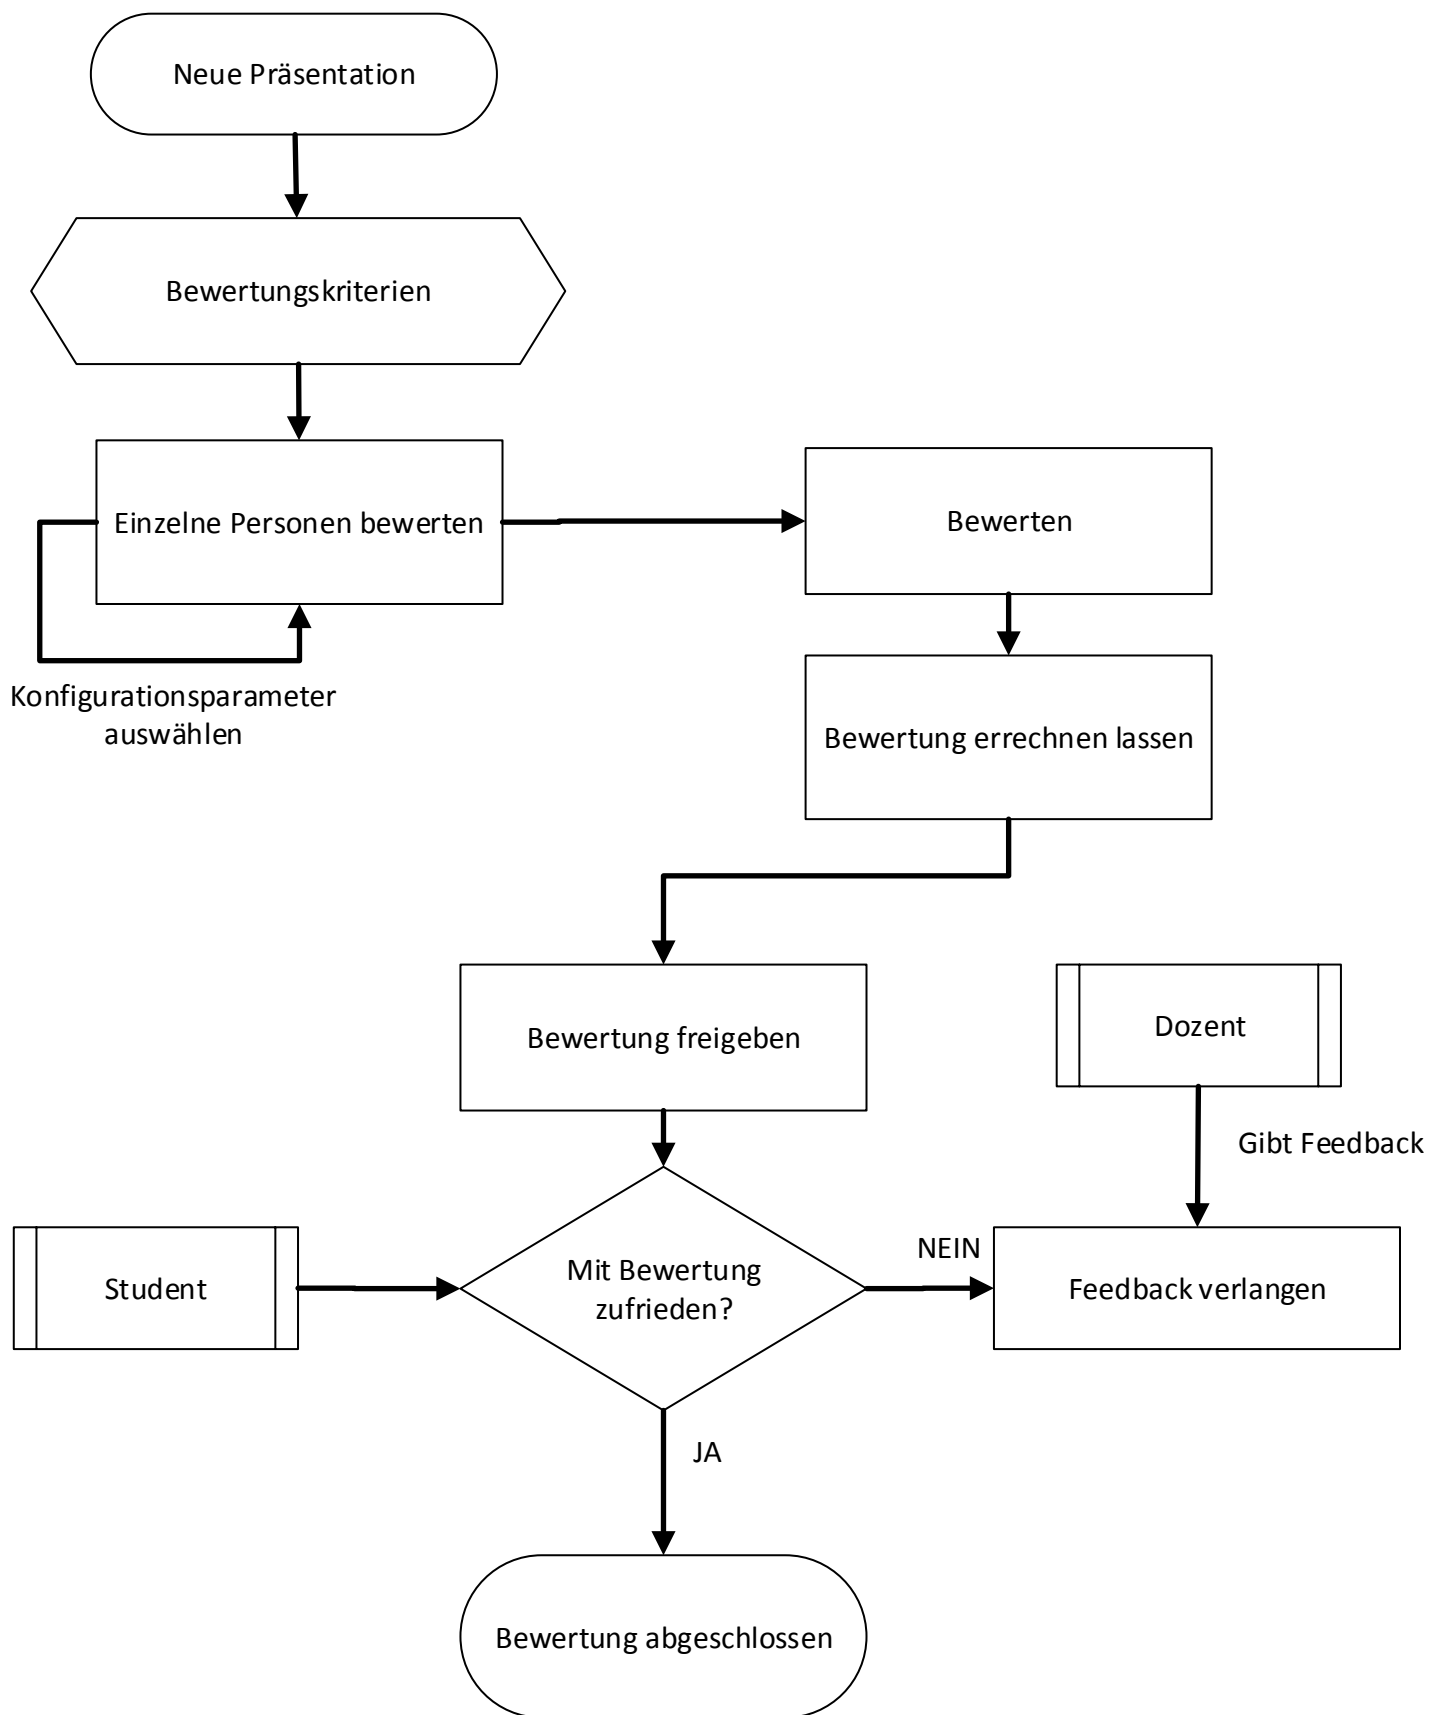 Neue Präsentation
Bewertungskriterien
Einzelne Personen bewerten
Bewerten
Konfigurationsparameter
auswählen
Bewertung errechnen lassen
Bewertung freigeben
Dozent
Gibt Feedback
Student
Mit Bewertung
zufrieden?
NEIN
Feedback verlangen
JA
Bewertung abgeschlossen